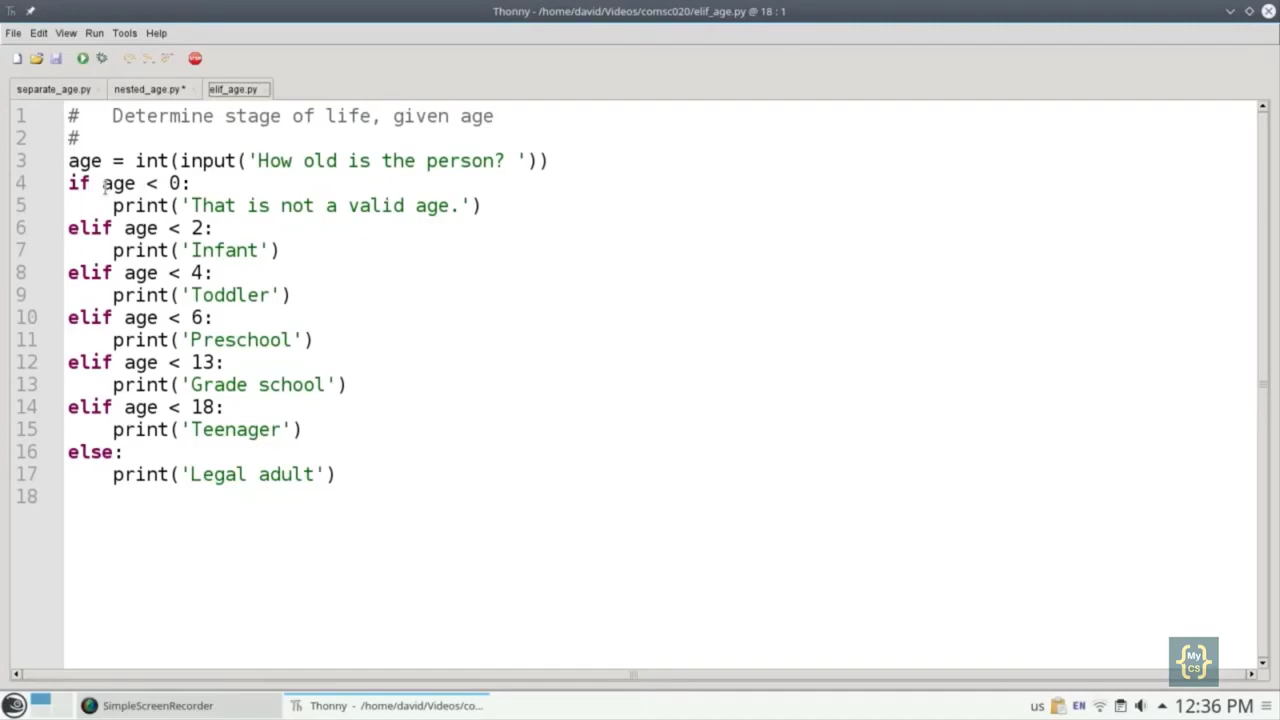 Thonny - /home/david/Videos/comsc020/elif_age.py @ 18 : 1
File Edit View Run Tools Help
STOP
separate_age.py nested_age.py* elif_age.py
1 #   Determine stage of life, given age
2 #
3 age = int(input('How old is the person? '))
4 if age < 0:
5     print('That is not a valid age.')
6 elif age < 2:
7     print('Infant')
8 elif age < 4:
9     print('Toddler')
10 elif age < 6:
11     print('Preschool')
12 elif age < 13:
13     print('Grade school')
14 elif age < 18:
15     print('Teenager')
16 else:
17     print('Legal adult')
18
{My CS}
SimpleScreenRecorder Thonny - /home/david/Videos/co... us EN 12:36 PM